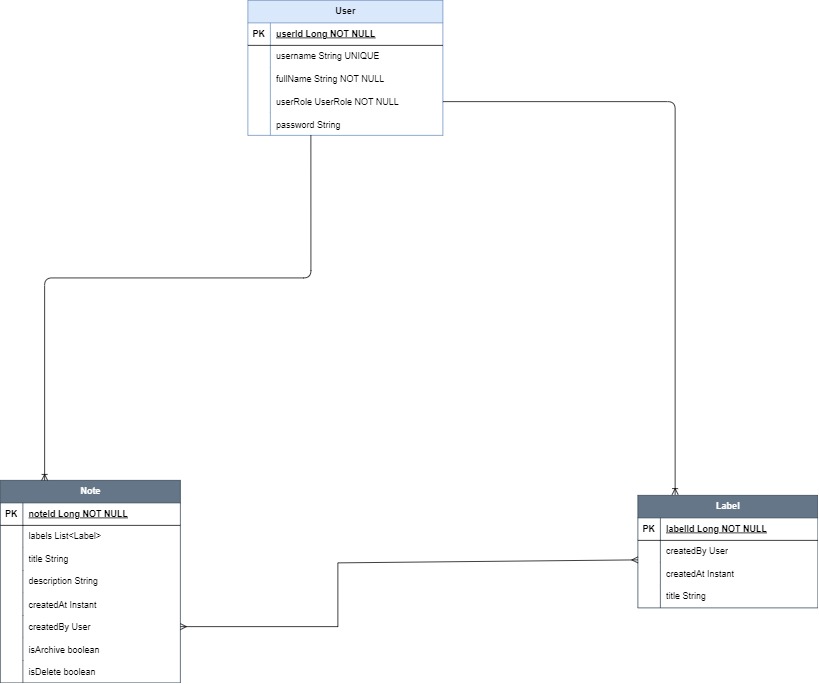 User
PK userId Long NOT NULL
username String UNIQUE
fullName String NOT NULL
userRole UserRole NOT NULL
password String
Note
PK noteId Long NOT NULL
labels List<Label>
title String
description String
createdAt Instant
createdBy User
isArchive boolean
isDelete boolean
Label
PK labelId Long NOT NULL
createdBy User
createdAt Instant
title String